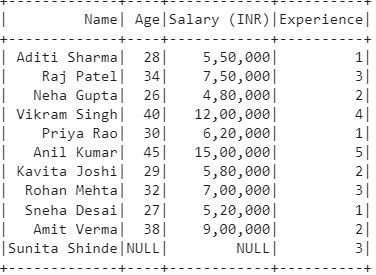 +-------------+----+------------+----------+
|         Name| Age|Salary (INR)|Experience|
+-------------+----+------------+----------+
| Aditi Sharma|  28|    5,50,000|         1|
|    Raj Patel|  34|    7,50,000|         3|
|   Neha Gupta|  26|    4,80,000|         2|
| Vikram Singh|  40|   12,00,000|         4|
|    Priya Rao|  30|    6,20,000|         1|
|   Anil Kumar|  45|   15,00,000|         5|
| Kavita Joshi|  29|    5,80,000|         2|
|  Rohan Mehta|  32|    7,00,000|         3|
|  Sneha Desai|  27|    5,20,000|         1|
|   Amit Verma|  38|    9,00,000|         2|
|Sunita Shinde|NULL|        NULL|         3|
+-------------+----+------------+----------+